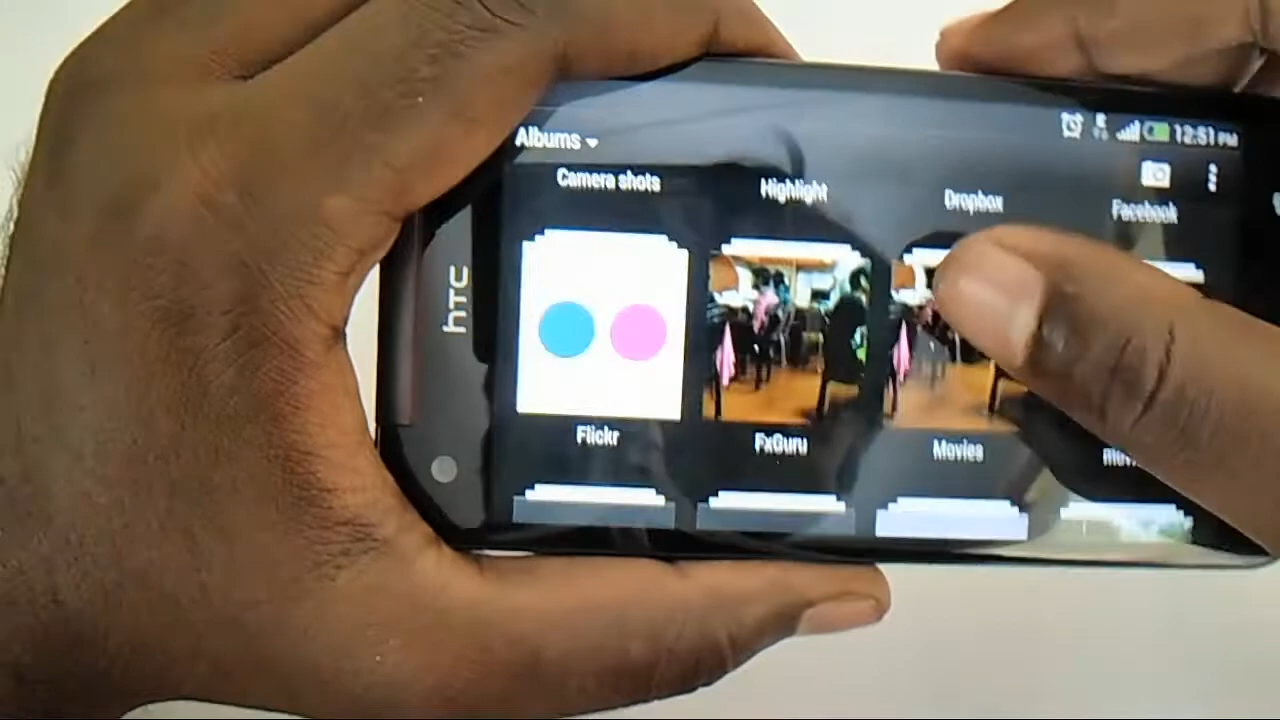 Albums
12:51 PM
Camera shots
Highlight
Dropbox
Facebook
hTC
Flickr
FxGuru
Movies